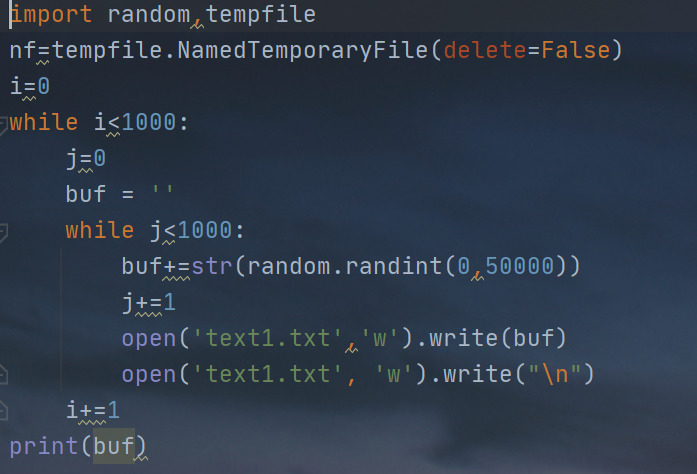 import random,tempfile
nf=tempfile.NamedTemporaryFile(delete=False)
i=0
while i<1000:
    j=0
    buf = ''
    while j<1000:
        buf+=str(random.randint(0,50000))
        j+=1
        open('text1.txt','w').write(buf)
        open('text1.txt', 'w').write("\n")
    i+=1
print(buf)